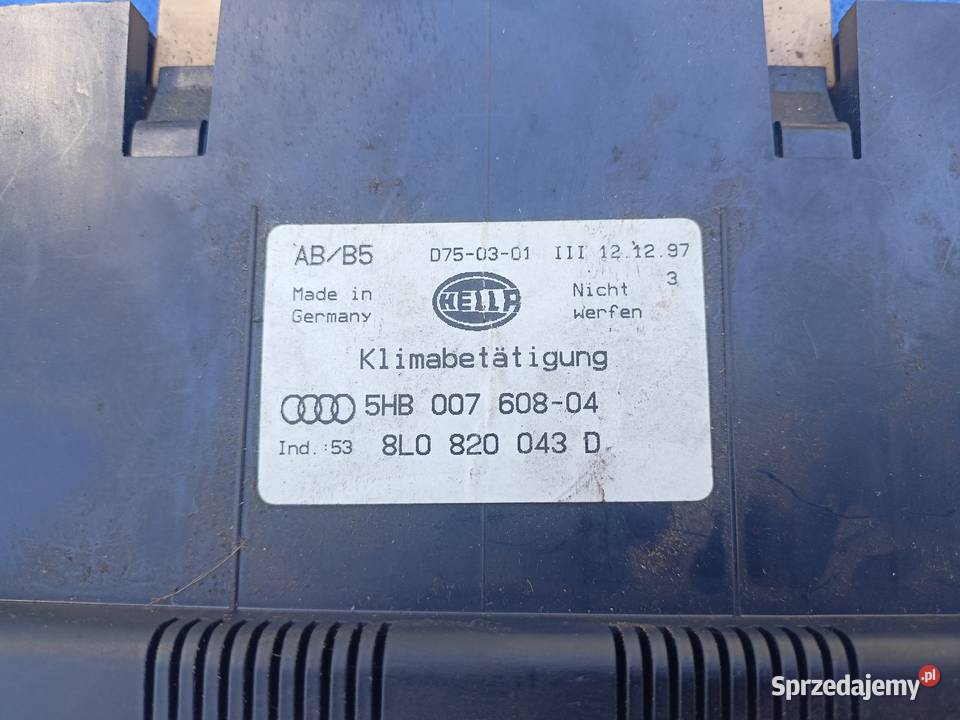 AB/B5 D75-03-01 III 12.12.97
3
Made in
Germany
HELLA
Nicht
werfen
Klimabetätigung
5HB 007 608-04
Ind.:53 8L0 820 043 D
Sprzedajemy.pl